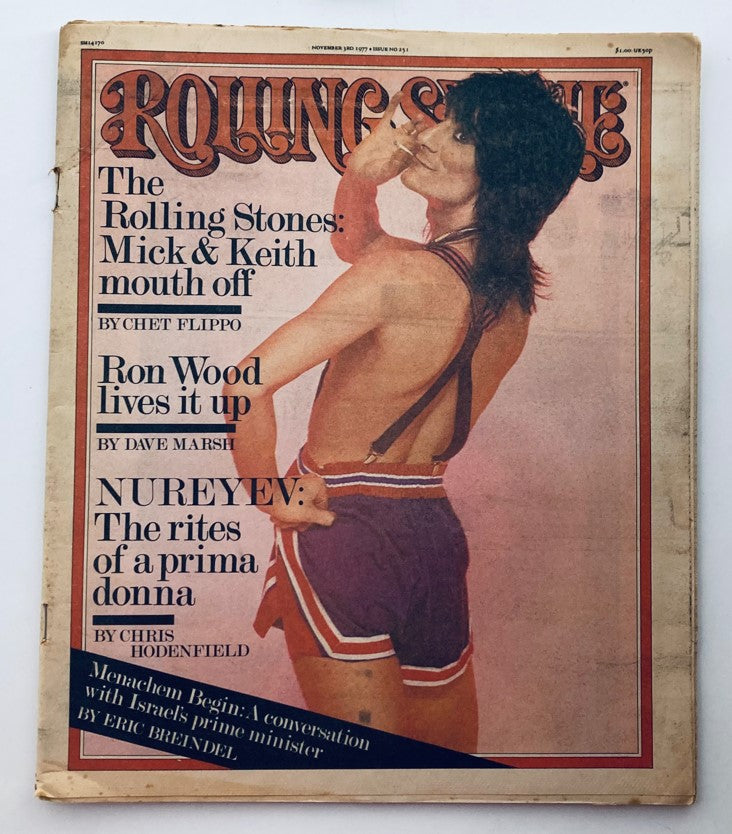 SM14170
NOVEMBER 3RD 1977 • ISSUE NO 251
$1.00 UK50P
ROLLING STONE
The
Rolling Stones:
Mick & Keith
mouth off
BY CHET FLIPPO
Ron Wood
lives it up
BY DAVE MARSH
NUREYEV:
The rites
of a prima
donna
BY CHRIS
HODENFIELD
Menachem Begin: A conversation
with Israel's prime minister
BY ERIC BREINDEL